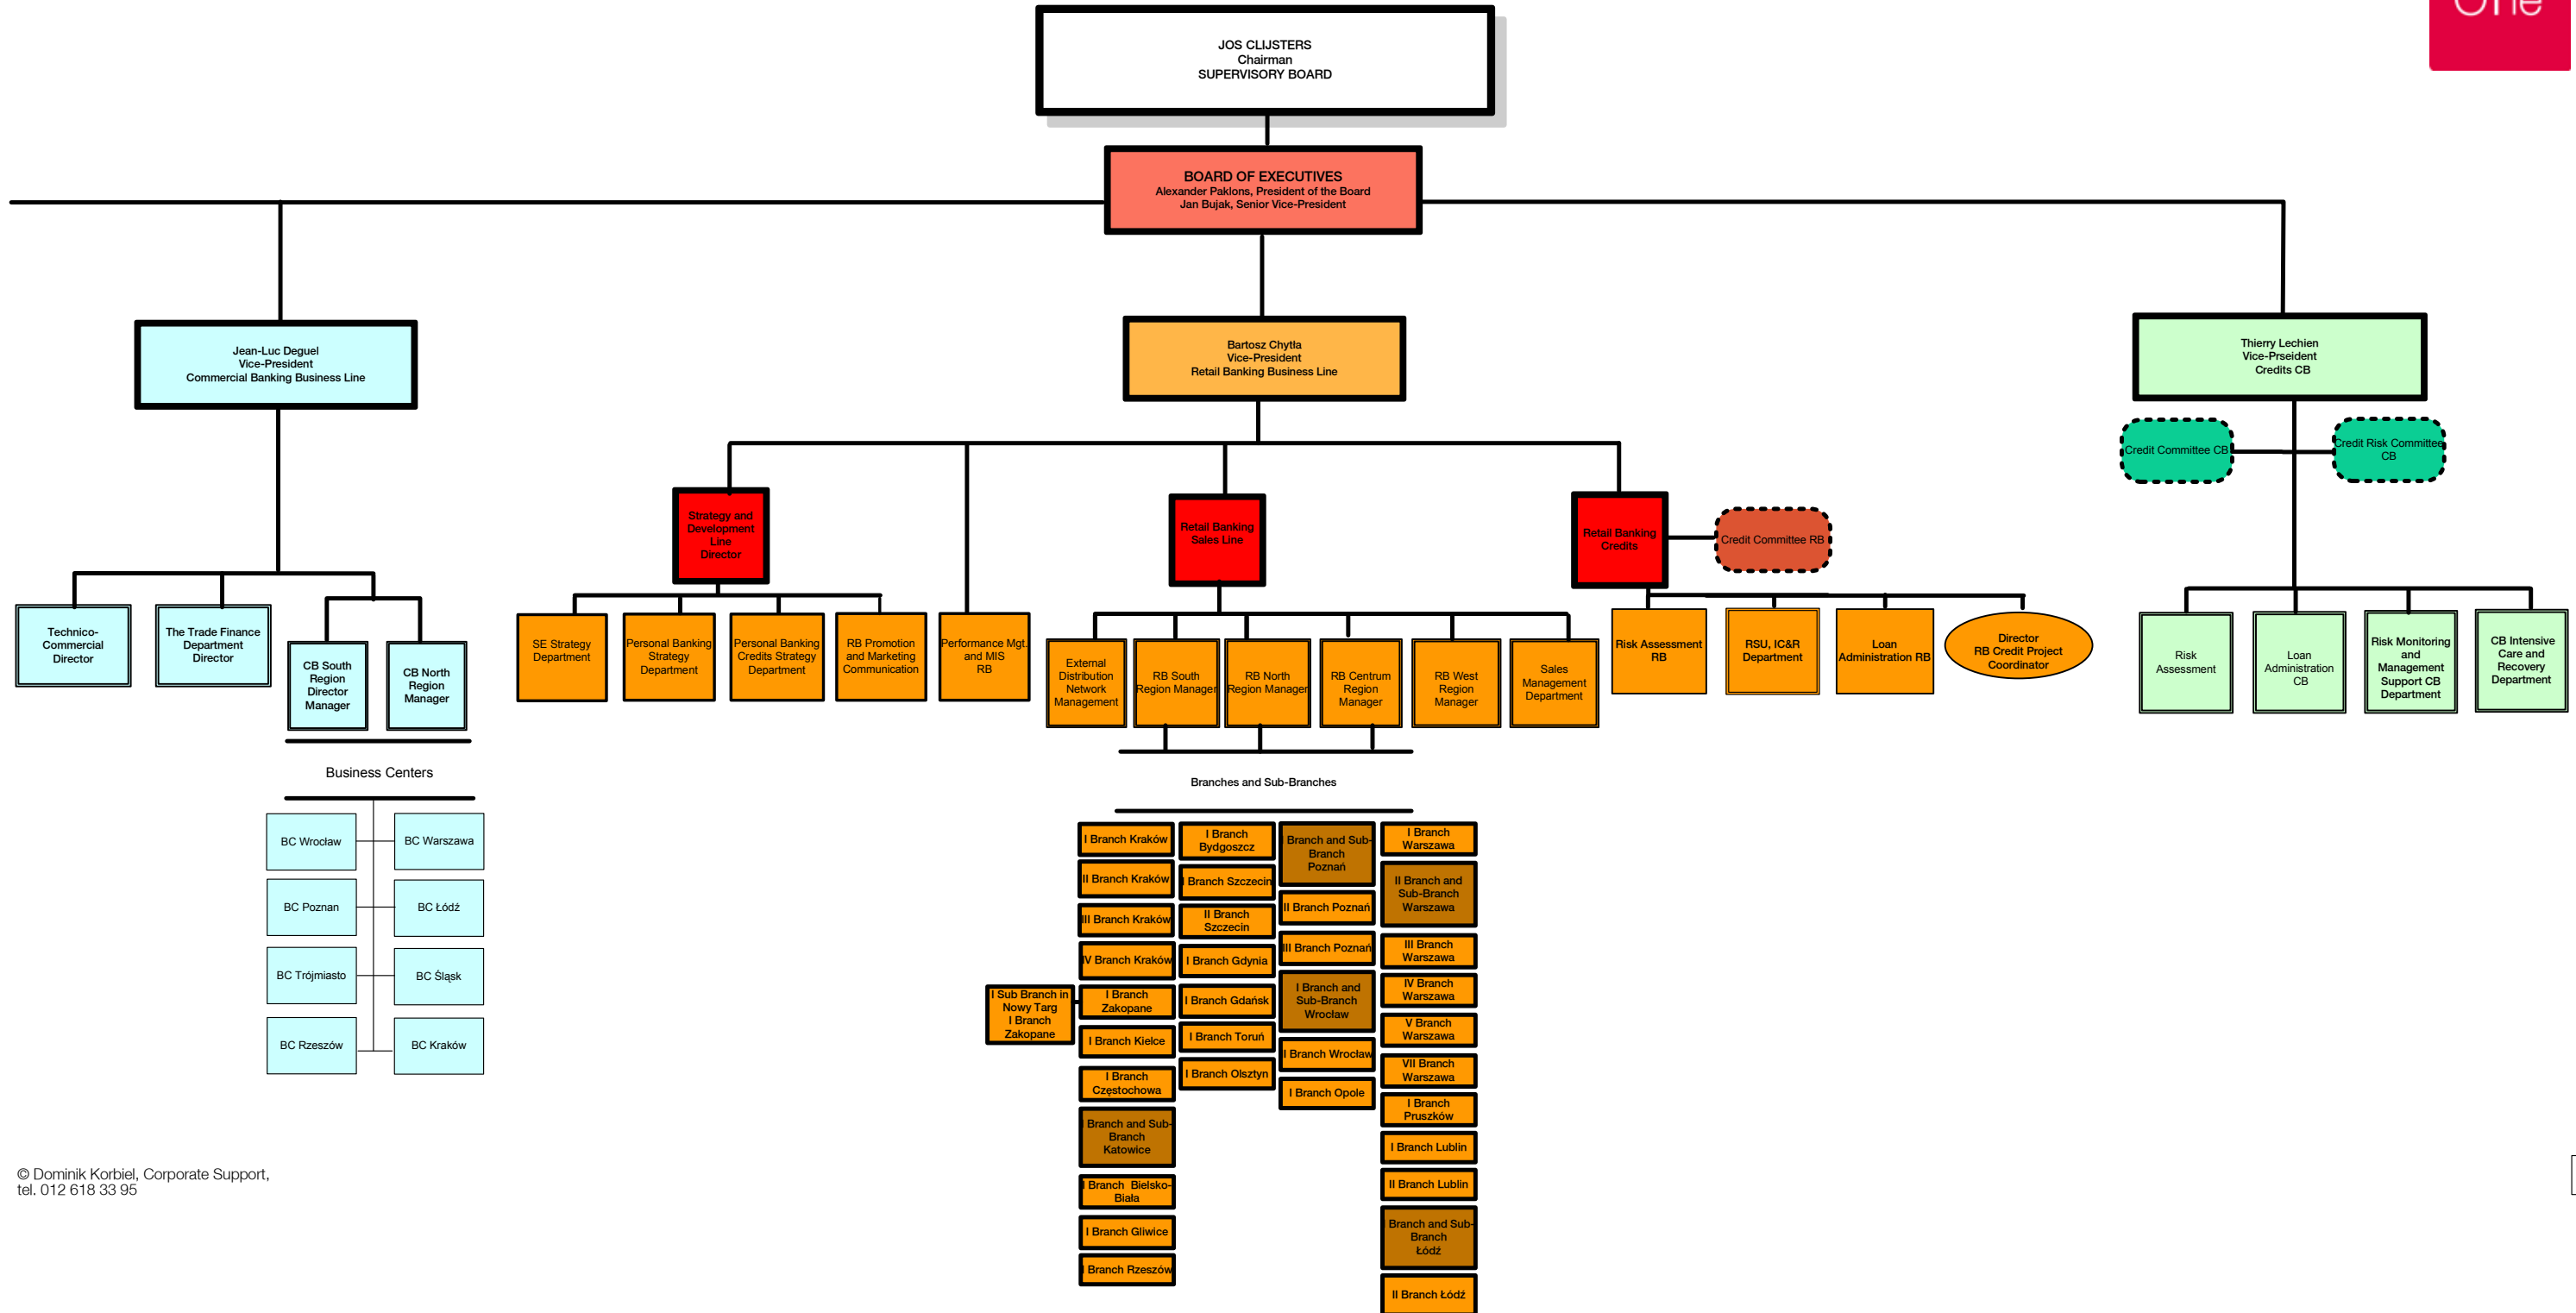 One
JOS CLIJSTERS
Chairman
SUPERVISORY BOARD
BOARD OF EXECUTIVES
Alexander Paklons, President of the Board
Jan Bujak, Senior Vice-President
Jean-Luc Deguel
Vice-President
Commercial Banking Business Line
Bartosz Chytła
Vice-President
Retail Banking Business Line
Thierry Lechien
Vice-Prseident
Credits CB
Credit Committee CB
Credit Risk Committee
CB
Strategy and
Development
Line
Director
Retail Banking
Sales Line
Retail Banking
Credits
Credit Committee RB
Technico-
Commercial
Director
The Trade Finance
Department
Director
CB South
Region
Director
Manager
CB North
Region
Manager
SE Strategy
Department
Personal Banking
Strategy
Department
Personal Banking
Credits Strategy
Department
RB Promotion
and Marketing
Communication
Performance Mgt.
and MIS
RB
External
Distribution
Network
Management
RB South
Region Manager
RB North
Region Manager
RB Centrum
Region
Manager
RB West
Region
Manager
Sales
Management
Department
Risk Assessment
RB
RSU, IC&R
Department
Loan
Administration RB
Director
RB Credit Project
Coordinator
Risk
Assessment
Loan
Administration
CB
Risk Monitoring
and
Management
Support CB
Department
CB Intensive
Care and
Recovery
Department
Business Centers
BC Wrocław
BC Warszawa
BC Poznan
BC Łódź
BC Trójmiasto
BC Śląsk
BC Rzeszów
BC Kraków
Branches and Sub-Branches
I Branch Kraków
II Branch Kraków
III Branch Kraków
IV Branch Kraków
I Sub Branch in
Nowy Targ
I Branch
Zakopane
I Branch
Zakopane
I Branch Kielce
I Branch
Częstochowa
I Branch and Sub-
Branch
Katowice
I Branch  Bielsko-
Biała
I Branch Gliwice
I Branch Rzeszów
I Branch
Bydgoszcz
I Branch Szczecin
II Branch
Szczecin
I Branch Gdynia
I Branch Gdańsk
I Branch Toruń
I Branch Olsztyn
I Branch and Sub-
Branch
Poznań
II Branch Poznań
III Branch Poznań
I Branch and
Sub-Branch
Wrocław
I Branch Wrocław
I Branch Opole
I Branch
Warszawa
II Branch and
Sub-Branch
Warszawa
III Branch
Warszawa
IV Branch
Warszawa
V Branch
Warszawa
VII Branch
Warszawa
I Branch
Pruszków
I Branch Lublin
II Branch Lublin
I Branch and Sub-
Branch
Łódź
II Branch Łódź
© Dominik Korbiel, Corporate Support,
tel. 012 618 33 95